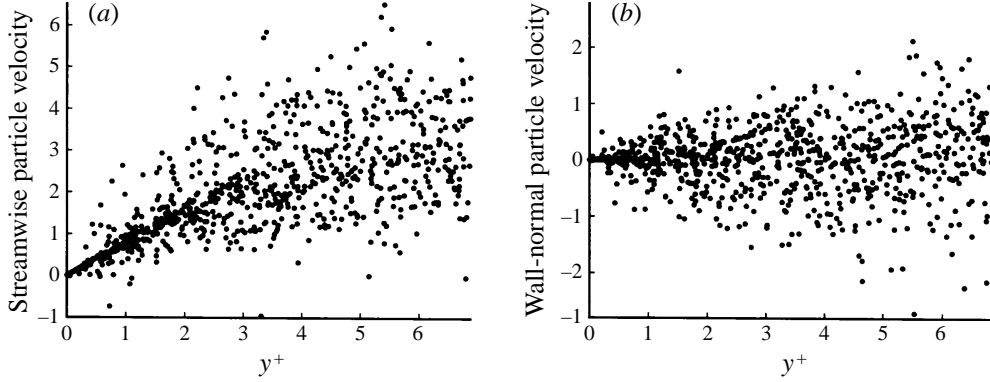 (a)
Streamwise particle velocity
6
5
4
3
2
1
0
–1
0 1 2 3 4 5 6
y+
(b)
Wall-normal particle velocity
2
1
0
–1
–2
–1
0 1 2 3 4 5 6
y+